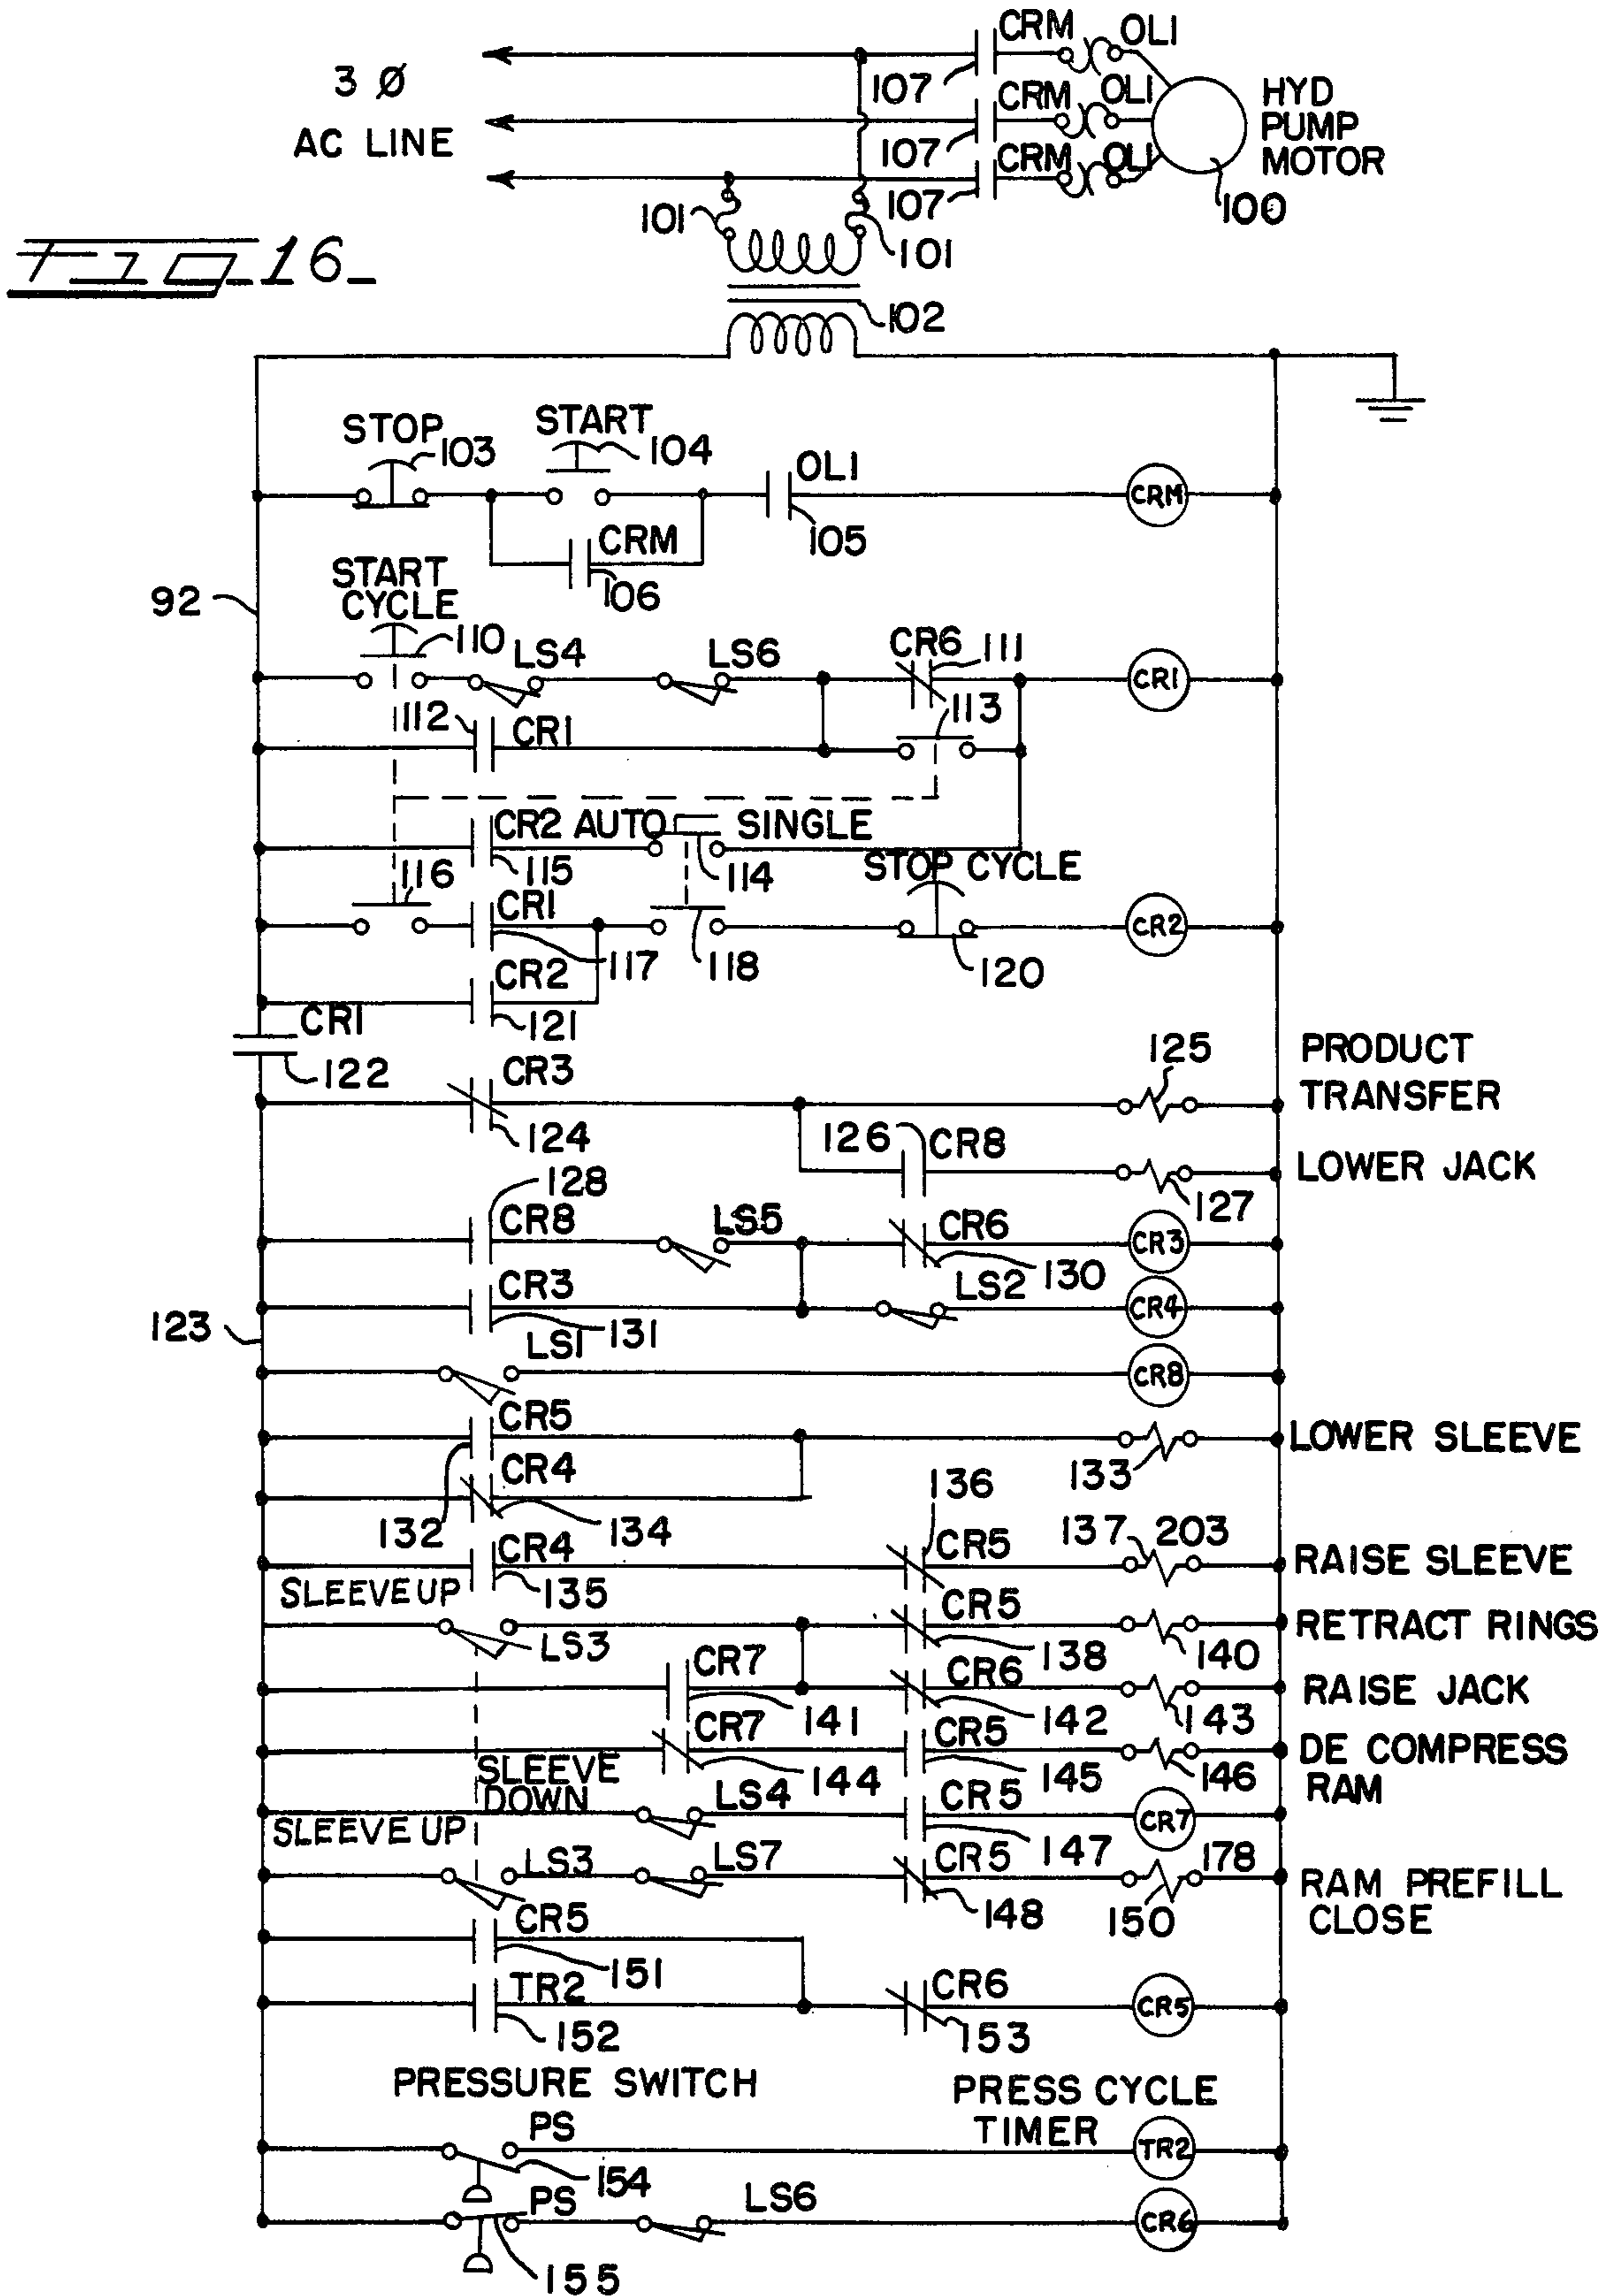 3 Ø
AC LINE
CRM OL1
107
CRM OL1
107
CRM OL1
107
HYD
PUMP
MOTOR
100
101
101
102
Fig-16-
STOP
103
START
104
OL1
105
CRM
CRM
106
92
START
CYCLE
110
LS4
LS6
CR6
111
CR1
112
CR1
113
CR2 AUTO SINGLE
115
114
STOP CYCLE
116
CR1
117
118
120
CR2
CR2
121
CR1
122
CR3
124
125
PRODUCT
TRANSFER
126
CR8
127
LOWER JACK
128
CR8
LS5
CR6
130
CR3
CR3
131
LS2
CR4
123
LS1
CR8
CR5
132
133
LOWER SLEEVE
CR4
134
136
CR4
135
CR5
137
203
RAISE SLEEVE
SLEEVE UP
LS3
CR5
138
140
RETRACT RINGS
CR7
141
CR6
142
143
RAISE JACK
CR7
144
CR5
145
146
DE COMPRESS
RAM
SLEEVE
DOWN
LS4
CR5
147
CR7
SLEEVE UP
LS3
LS7
CR5
148
150
178
RAM PREFILL
CLOSE
CR5
151
TR2
152
CR6
153
CR5
PRESSURE SWITCH
PRESS CYCLE
TIMER
PS
154
TR2
PS
155
LS6
CR6